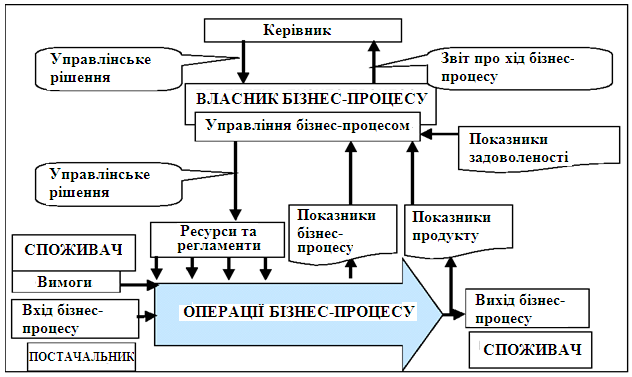 Керівник
Управлінське
рішення
Звіт про хід бізнес-
процесу
ВЛАСНИК БІЗНЕС-ПРОЦЕСУ
Управління бізнес-процесом
Показники
задоволеності
Управлінське
рішення
Ресурси та
регламенти
Показники
бізнес-
процесу
Показники
продукту
СПОЖИВАЧ
Вимоги
Вхід бізнес-
процесу
ОПЕРАЦІЇ БІЗНЕС-ПРОЦЕСУ
Вихід бізнес-
процесу
ПОСТАЧАЛЬНИК
СПОЖИВАЧ